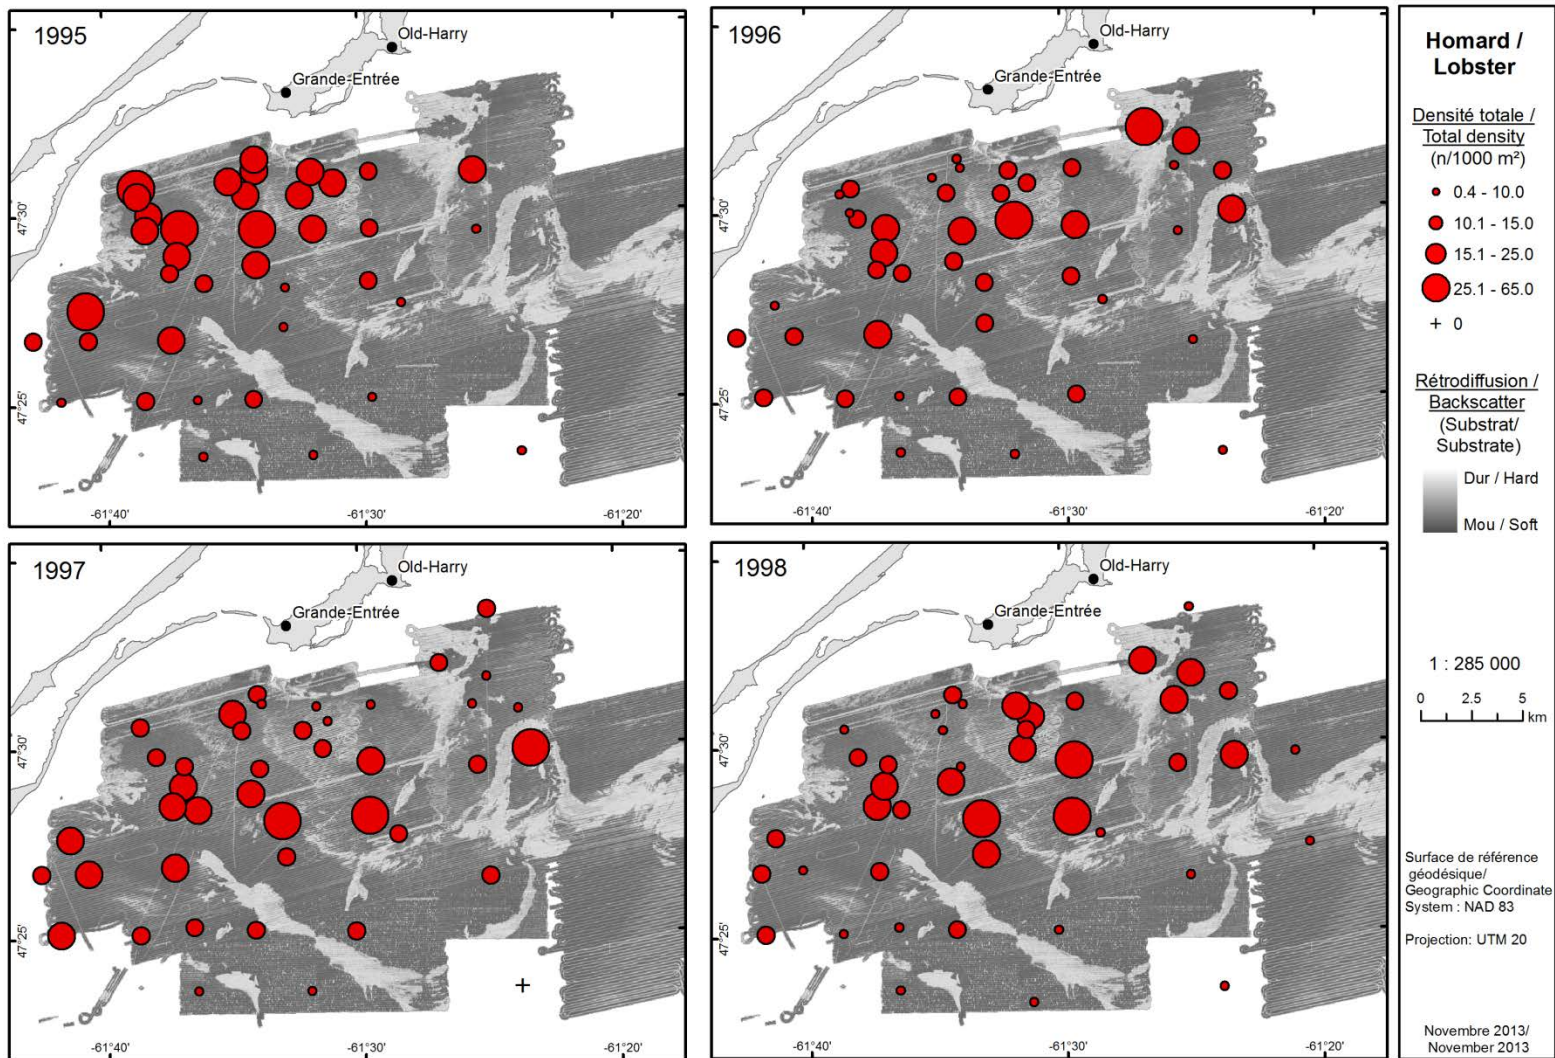 1995
Old-Harry
Grande-Entrée
47°30'
47°25'
-61°40'
-61°30'
-61°20'
1996
Old-Harry
Grande-Entrée
47°30'
47°25'
-61°40'
-61°30'
-61°20'
1997
Old-Harry
Grande-Entrée
47°30'
47°25'
-61°40'
-61°30'
-61°20'
1998
Old-Harry
Grande-Entrée
47°30'
47°25'
-61°40'
-61°30'
-61°20'
Homard /
Lobster
Densité totale /
Total density
(n/1000 m²)
0.4 - 10.0
10.1 - 15.0
15.1 - 25.0
25.1 - 65.0
+ 0
Rétrodiffusion /
Backscatter
(Substrat/
Substrate)
Dur / Hard
Mou / Soft
1 : 285 000
0 2.5 5
km
Surface de référence
géodésique/
Geographic Coordinate
System : NAD 83
Projection: UTM 20
Novembre 2013/
November 2013